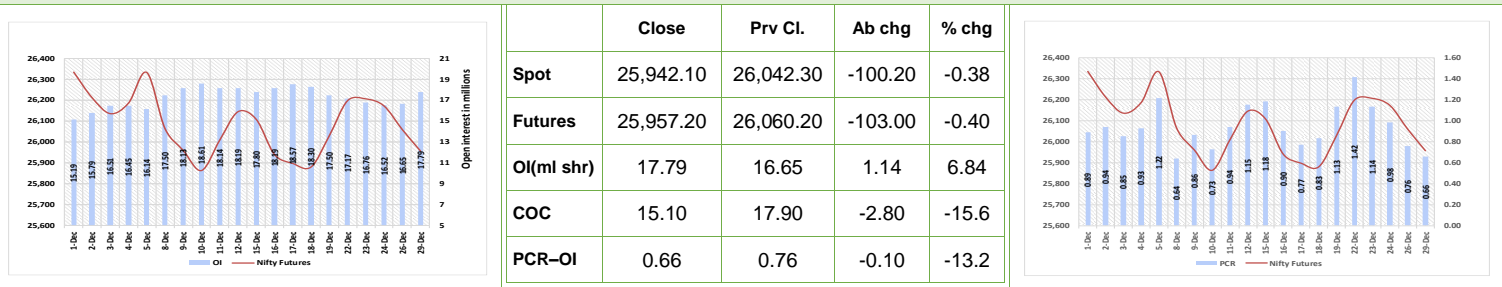 26,400
26,300
26,200
26,100
26,000
25,900
25,800
25,700
25,600
21
19
17
15
13
11
9
7
5
Open interest in millions
15.19
15.79
16.51
16.45
16.14
17.50
18.13
18.61
18.14
18.19
17.80
18.19
18.57
18.30
17.50
17.17
16.76
16.52
16.65
17.79
1-Dec
2-Dec
3-Dec
4-Dec
5-Dec
8-Dec
9-Dec
10-Dec
11-Dec
12-Dec
15-Dec
16-Dec
17-Dec
18-Dec
19-Dec
22-Dec
23-Dec
24-Dec
26-Dec
29-Dec
OI Nifty Futures
Close Prv Cl. Ab chg % chg
Spot 25,942.10 26,042.30 -100.20 -0.38
Futures 25,957.20 26,060.20 -103.00 -0.40
OI(ml shr) 17.79 16.65 1.14 6.84
COC 15.10 17.90 -2.80 -15.6
PCR–OI 0.66 0.76 -0.10 -13.2
26,400
26,300
26,200
26,100
26,000
25,900
25,800
25,700
25,600
1.60
1.40
1.20
1.00
0.80
0.60
0.40
0.20
0.00
0.89
0.94
0.85
0.93
1.22
0.64
0.86
0.73
0.94
1.15
1.18
0.90
0.77
0.83
1.13
1.42
1.14
0.98
0.76
0.66
1-Dec
2-Dec
3-Dec
4-Dec
5-Dec
8-Dec
9-Dec
10-Dec
11-Dec
12-Dec
15-Dec
16-Dec
17-Dec
18-Dec
19-Dec
22-Dec
23-Dec
24-Dec
26-Dec
29-Dec
PCR Nifty Futures